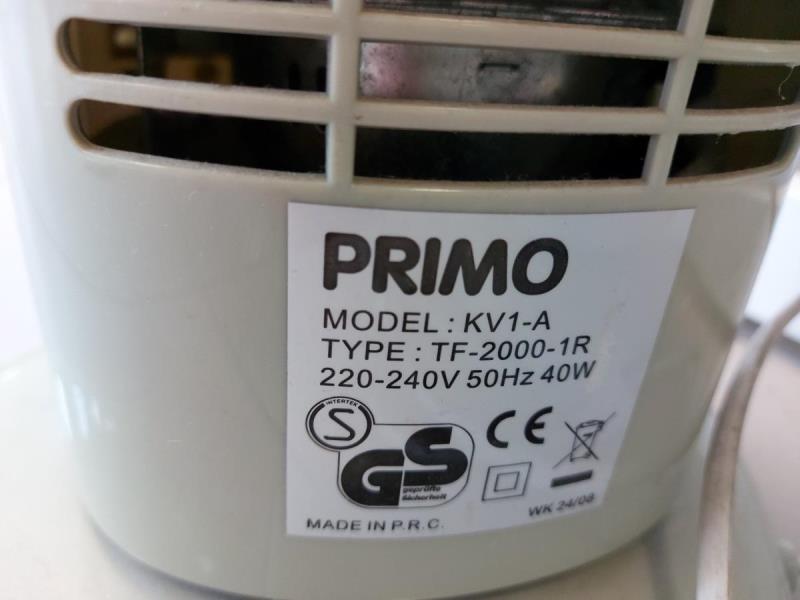 PRIMO
MODEL : KV1-A
TYPE : TF-2000-1R
220-240V 50Hz 40W
INTERTEK
S
GS
geprüfte
Sicherheit
CE
WK 24/08
MADE IN P.R.C.